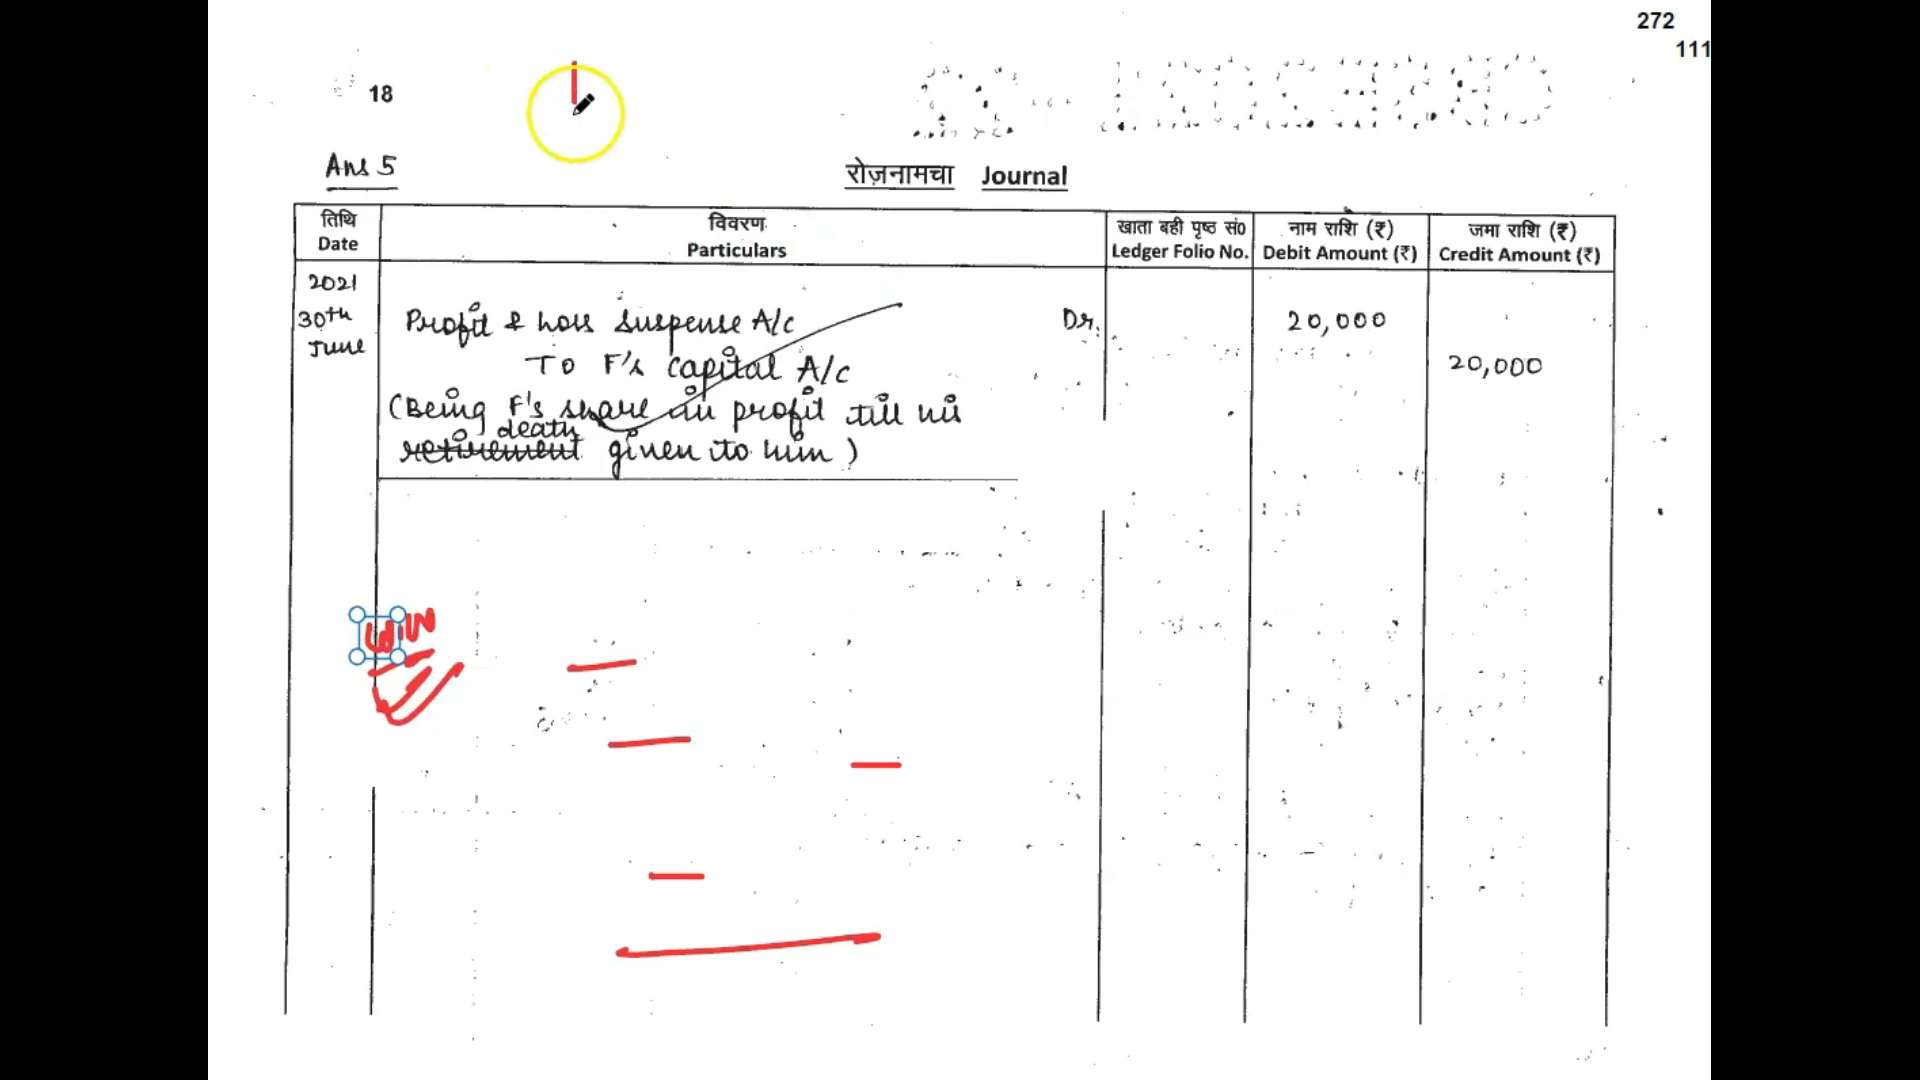 272
111
18
Ans 5
रोज़नामचा Journal
तिथि
Date
विवरण
Particulars
खाता बही पृष्ठ सं०
Ledger Folio No.
नाम राशि (₹)
Debit Amount (₹)
जमा राशि (₹)
Credit Amount (₹)
2021
30th
June
Profit & Loss Suspense A/c Dr. 20,000
To F's Capital A/c 20,000
(Being F's share in profit till his
death
retirement given to him)